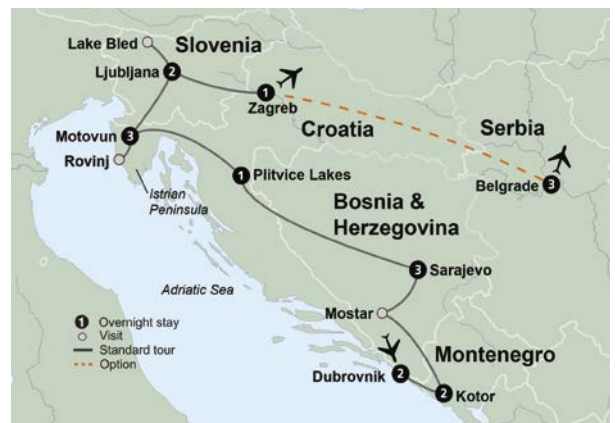 Lake Bled
Slovenia
Ljubljana
2
1
Zagreb
Croatia
Serbia
Motovun
3
Rovinj
Istrian
Peninsula
1
Plitvice Lakes
Belgrade
3
Bosnia &
Herzegovina
Adriatic Sea
3
Sarajevo
Mostar
1 Overnight stay
Visit
Standard tour
Option
Montenegro
Dubrovnik
2
2
Kotor